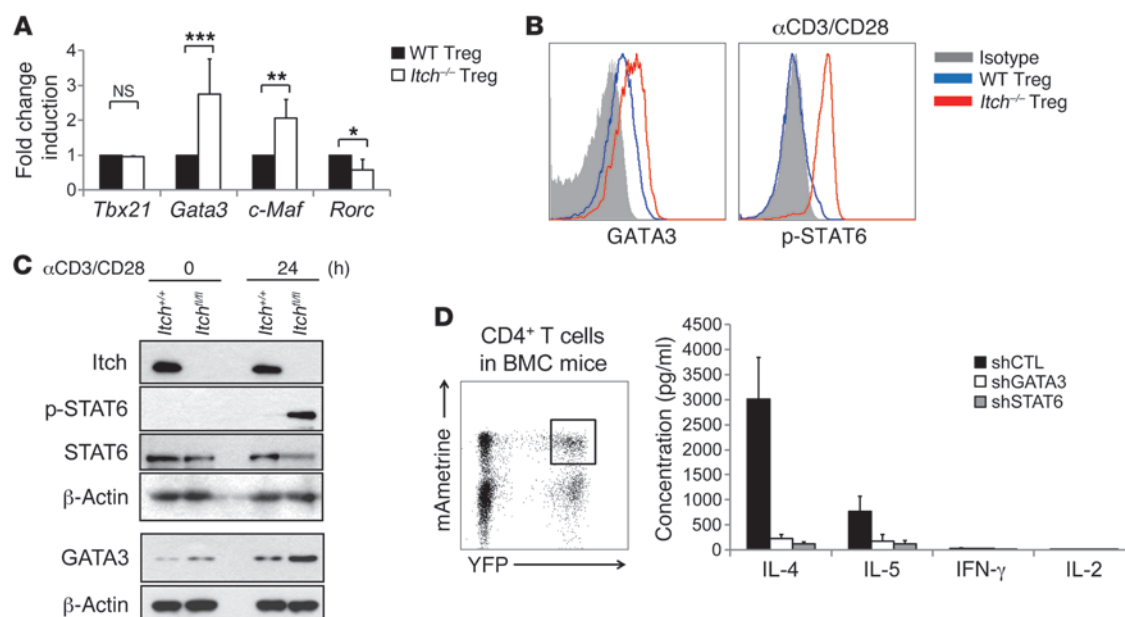 A
Fold change
induction
4
3
2
1
0
NS
***
**
*
WT Treg
Itch–/– Treg
Tbx21 Gata3 c-Maf Rorc
B
αCD3/CD28
Isotype
WT Treg
Itch–/– Treg
GATA3 p-STAT6
C
αCD3/CD28 0 24 (h)
Itch+/+ Itchfl/fl Itch+/+ Itchfl/fl
Itch
p-STAT6
STAT6
β-Actin
GATA3
β-Actin
D
CD4+ T cells
in BMC mice
mAmetrine
YFP
Concentration (pg/ml)
4500
4000
3500
3000
2500
2000
1500
1000
500
0
shCTL
shGATA3
shSTAT6
IL-4 IL-5 IFN-γ IL-2